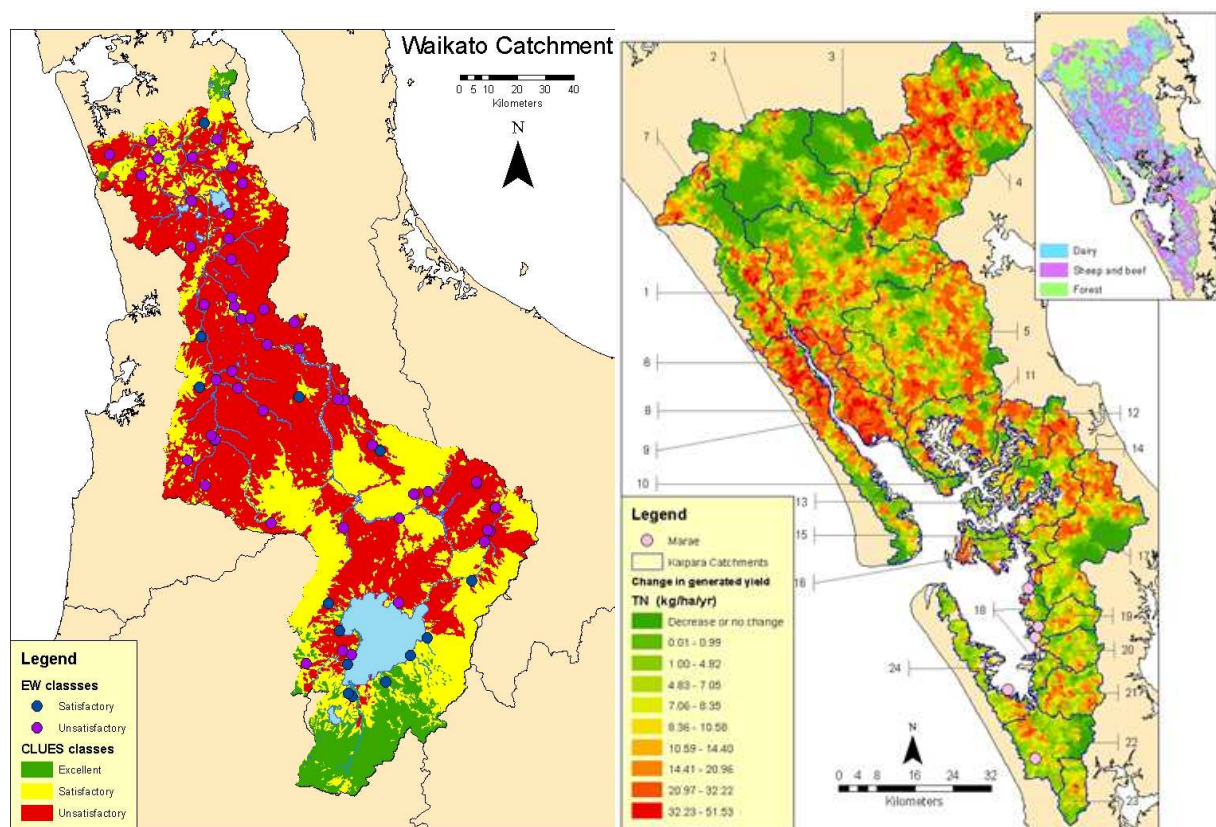 Waikato Catchment
0 5 10 20 30 40
Kilometers
N
Legend
EW classses
Satisfactory
Unsatisfactory
CLUES classes
Excellent
Satisfactory
Unsatisfactory
2
3
7
4
1
5
6
11
8
12
9
14
10
13
15
17
16
18
19
20
24
21
22
23
Dairy
Sheep and beef
Forest
Legend
Marae
Kaipara Catchments
Change in generated yield
TN (kg/ha/yr)
Decrease or no change
0.01 - 0.99
1.00 - 4.82
4.83 - 7.05
7.06 - 8.35
8.36 - 10.58
10.59 - 14.40
14.41 - 20.96
20.97 - 32.22
32.23 - 51.53
N
0 4 8 16 24 32
Kilometers